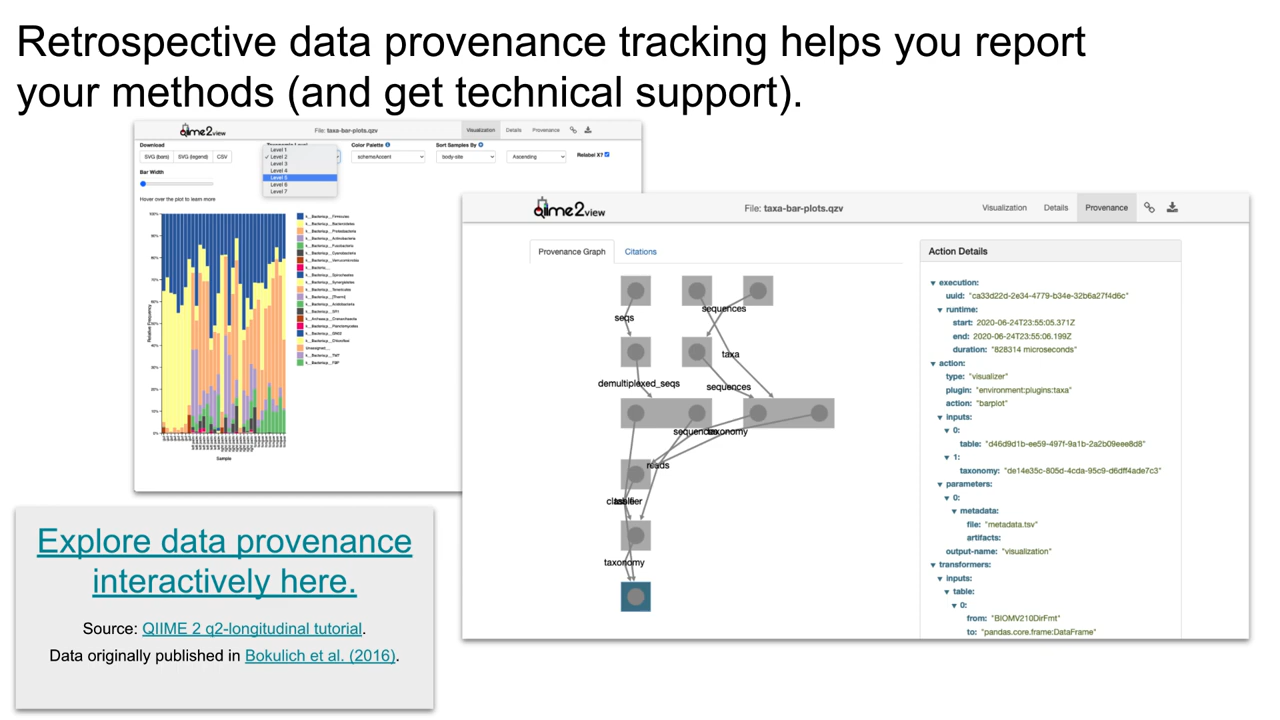 Retrospective data provenance tracking helps you report
your methods (and get technical support).
qiime2view
File: taxa-bar-plots.qzv
Visualization
Details
Provenance
Download
Color Palette
Sort Samples By
SVG (bars)
SVG (legend)
CSV
Level 1
✓ Level 2
Level 3
Level 4
Level 5
Level 6
Level 7
schemeAccent
body-site
Ascending
Relabel X?
Bar Width
Hover over the plot to learn more
Relative Frequency
Sample
qiime2view
File: taxa-bar-plots.qzv
Visualization
Details
Provenance
Provenance Graph
Citations
seqs
sequences
taxa
demultiplexed_seqs
sequences
taxonomy
reads
taxonomy
Action Details
execution:
uuid: "ca33d22d-2e34-4779-b34e-32b6a27f4d6c"
runtime:
start: 2020-06-24T23:55:05.371Z
end: 2020-06-24T23:55:06.199Z
duration: "828314 microseconds"
action:
type: "visualizer"
plugin: "environment:plugins:taxa"
action: "barplot"
inputs:
0:
table: "d46d9d1b-ee59-497f-9a1b-2a2b09eee8d8"
1:
taxonomy: "de14e35c-805d-4cda-95c9-d6dff4ade7c3"
parameters:
0:
metadata:
file: "metadata.tsv"
artifacts:
output-name: "visualization"
transformers:
inputs:
table:
0:
from: "BIOMV210DirFmt"
to: "pandas.core.frame:DataFrame"
Explore data provenance
interactively here.
Source: QIIME 2 q2-longitudinal tutorial.
Data originally published in Bokulich et al. (2016).